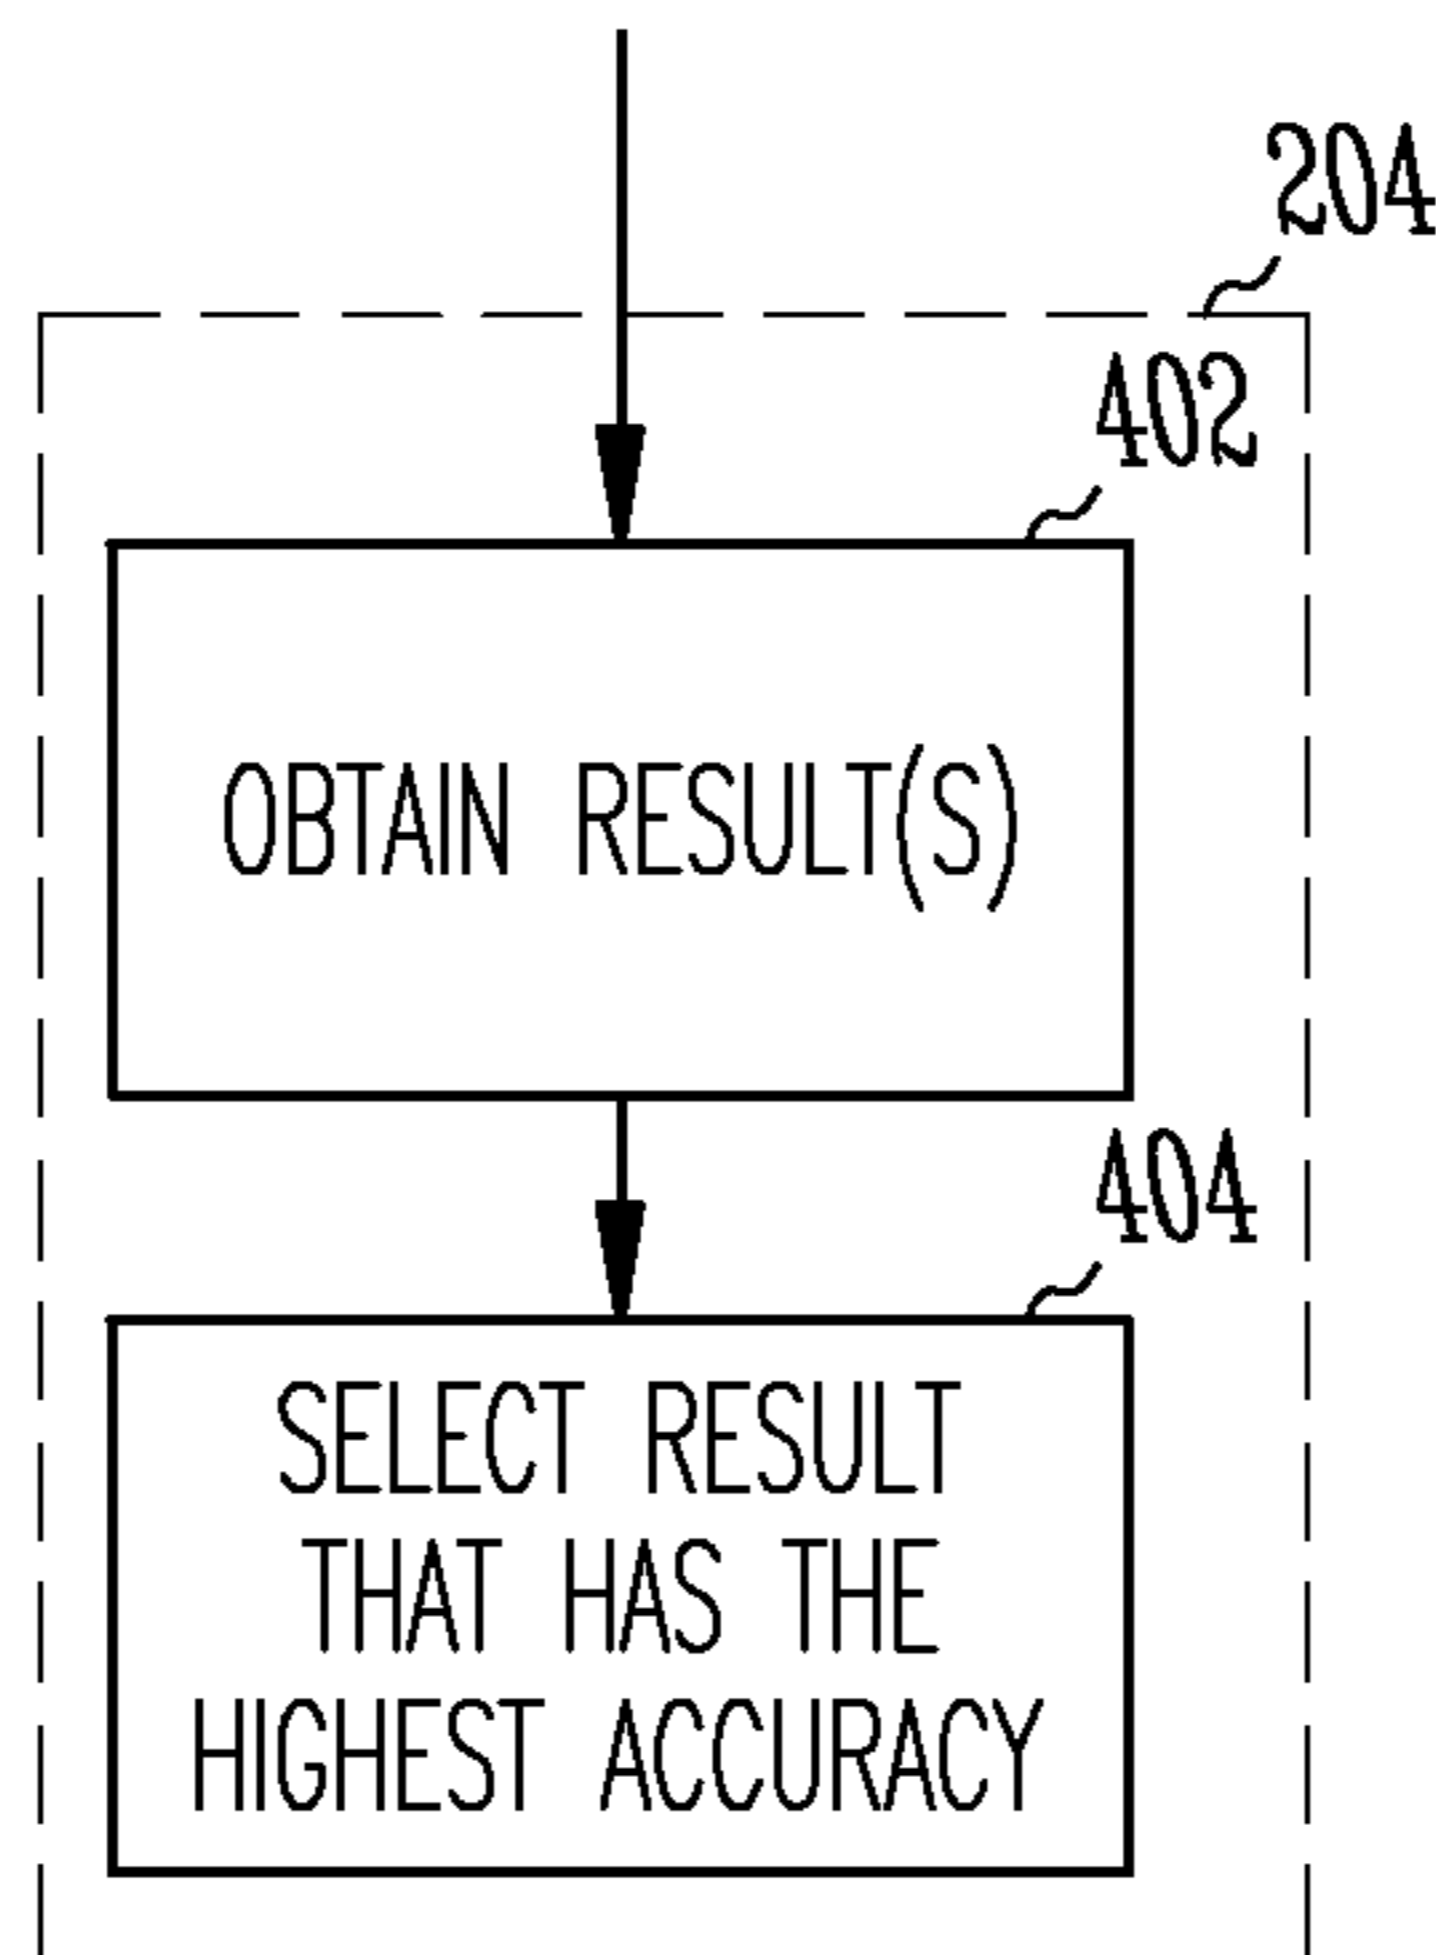 204
402
OBTAIN RESULT(S)
404
SELECT RESULT
THAT HAS THE
HIGHEST ACCURACY